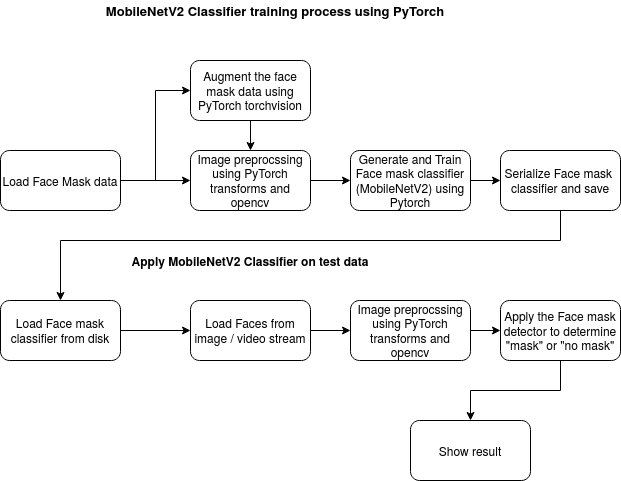 MobileNetV2 Classifier training process using PyTorch
Augment the face
mask data using
PyTorch torchvision
Load Face Mask data
Image preprocssing
using PyTorch
transforms and
opencv
Generate and Train
Face mask classifier
(MobileNetV2) using
Pytorch
Serialize Face mask
classifier and save
Apply MobileNetV2 Classifier on test data
Load Face mask
classifier from disk
Load Faces from
image / video stream
Image preprocssing
using PyTorch
transforms and
opencv
Apply the Face mask
detector to determine
"mask" or "no mask"
Show result